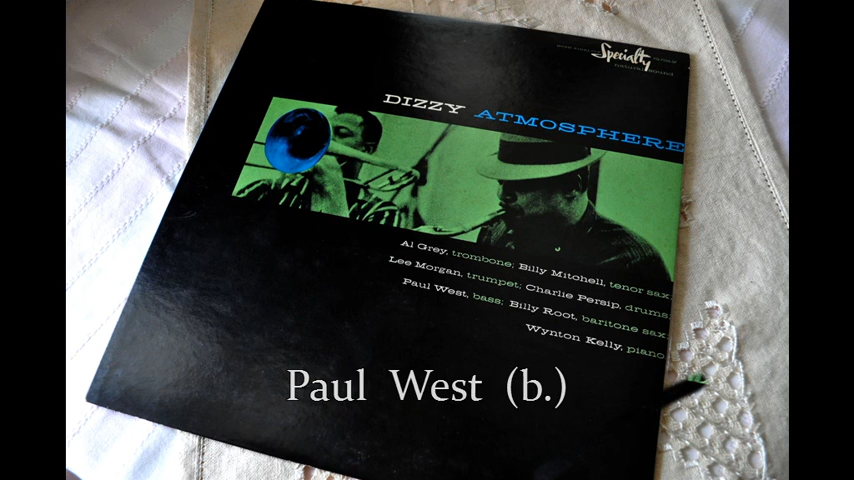 Specialty
DIZZY ATMOSPHERE
Al Grey, trombone; Billy Mitchell, tenor sax
Lee Morgan, trumpet; Charlie Persip, drums
Paul West, bass; Billy Root, baritone sax
Wynton Kelly, piano
Paul West (b.)